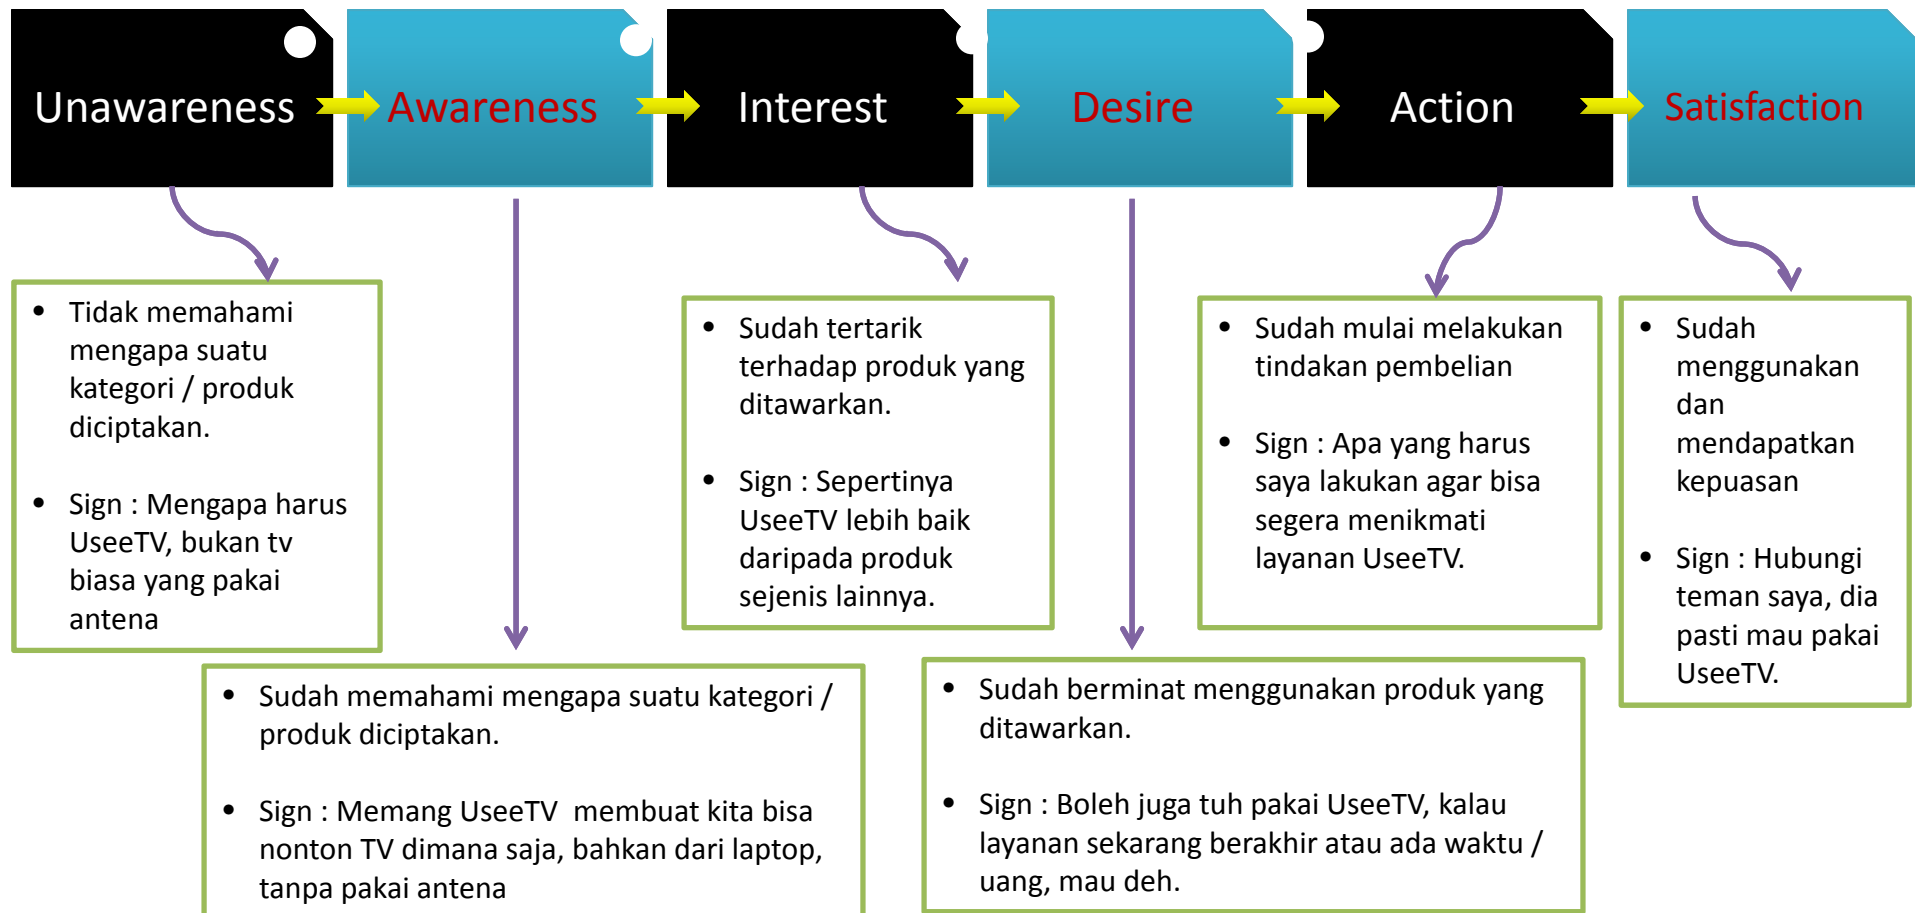 Unawareness
Awareness
Interest
Desire
Action
Satisfaction
• Tidak memahami
mengapa suatu
kategori / produk
diciptakan.
• Sign : Mengapa harus
UseeTV, bukan tv
biasa yang pakai
antena
• Sudah memahami mengapa suatu kategori /
produk diciptakan.
• Sign : Memang UseeTV  membuat kita bisa
nonton TV dimana saja, bahkan dari laptop,
tanpa pakai antena
• Sudah tertarik
terhadap produk yang
ditawarkan.
• Sign : Sepertinya
UseeTV lebih baik
daripada produk
sejenis lainnya.
• Sudah berminat menggunakan produk yang
ditawarkan.
• Sign : Boleh juga tuh pakai UseeTV, kalau
layanan sekarang berakhir atau ada waktu /
uang, mau deh.
• Sudah mulai melakukan
tindakan pembelian
• Sign : Apa yang harus
saya lakukan agar bisa
segera menikmati
layanan UseeTV.
• Sudah
menggunakan
dan
mendapatkan
kepuasan
• Sign : Hubungi
teman saya, dia
pasti mau pakai
UseeTV.